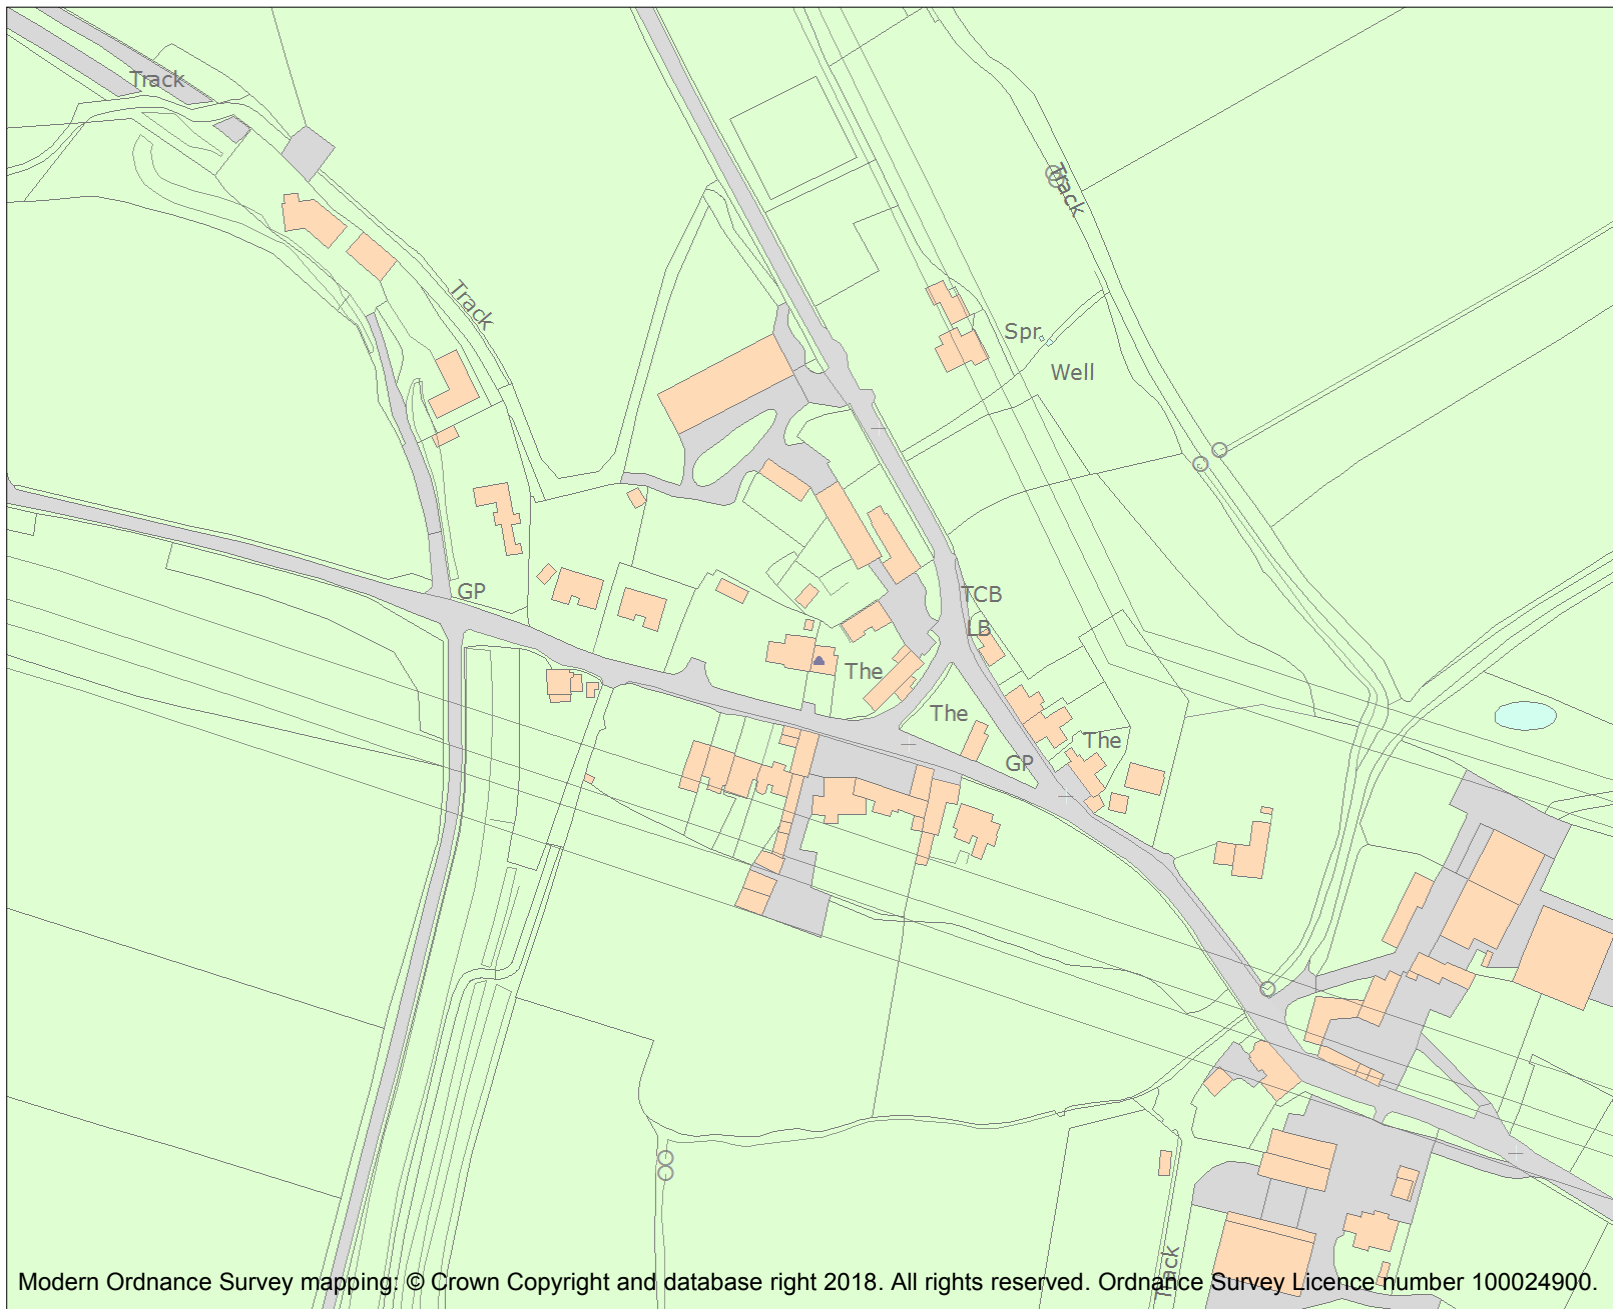 Track
Track
Track
Spr
Well
GP
TCB
LB
The
The
The
GP
Track
Modern Ordnance Survey mapping: © Crown Copyright and database right 2018. All rights reserved. Ordnance Survey Licence number 100024900.